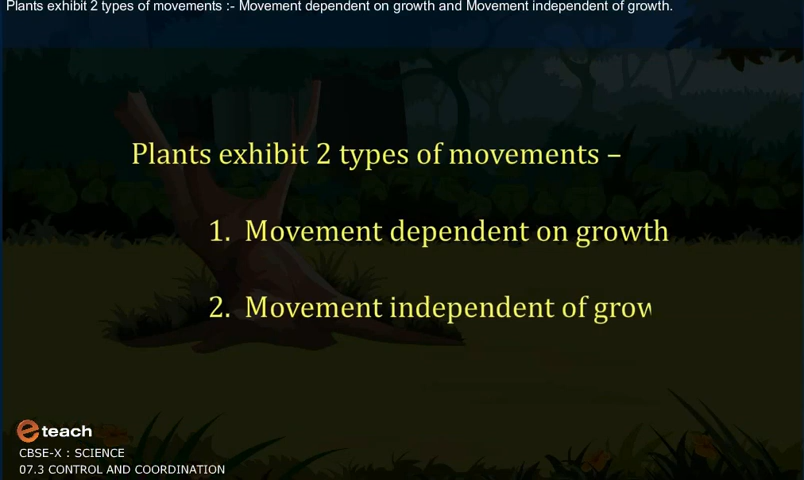 Plants exhibit 2 types of movements :- Movement dependent on growth and Movement independent of growth.
Plants exhibit 2 types of movements –
1. Movement dependent on growth
2. Movement independent of grow
eteach
CBSE-X : SCIENCE
07.3 CONTROL AND COORDINATION